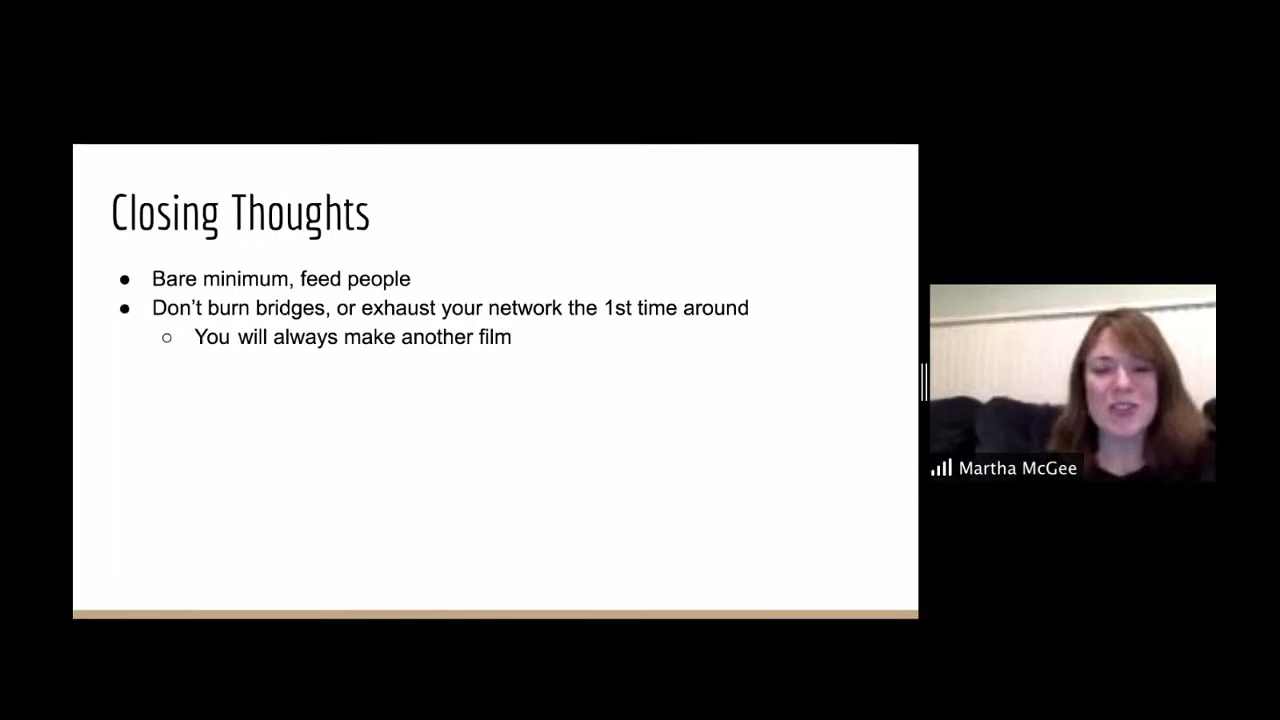 Closing Thoughts
● Bare minimum, feed people
● Don’t burn bridges, or exhaust your network the 1st time around
○ You will always make another film
Martha McGee